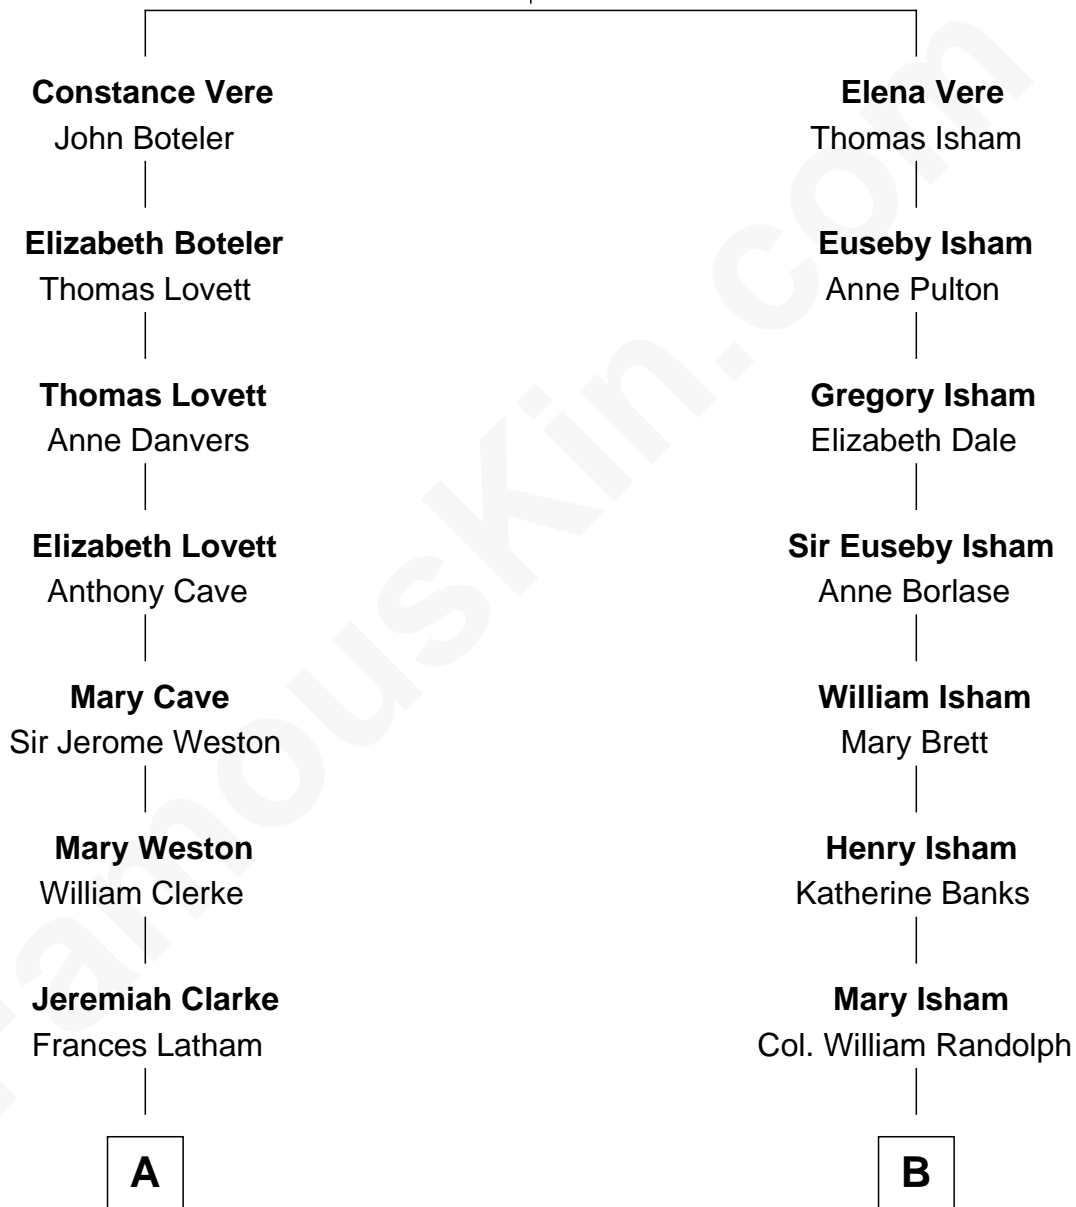 Constance Vere
John Boteler
Elizabeth Boteler
Thomas Lovett
Thomas Lovett
Anne Danvers
Elizabeth Lovett
Anthony Cave
Mary Cave
Sir Jerome Weston
Mary Weston
William Clerke
Jeremiah Clarke
Frances Latham
A
Elena Vere
Thomas Isham
Euseby Isham
Anne Pulton
Gregory Isham
Elizabeth Dale
Sir Euseby Isham
Anne Borlase
William Isham
Mary Brett
Henry Isham
Katherine Banks
Mary Isham
Col. William Randolph
B
FamousKin.com